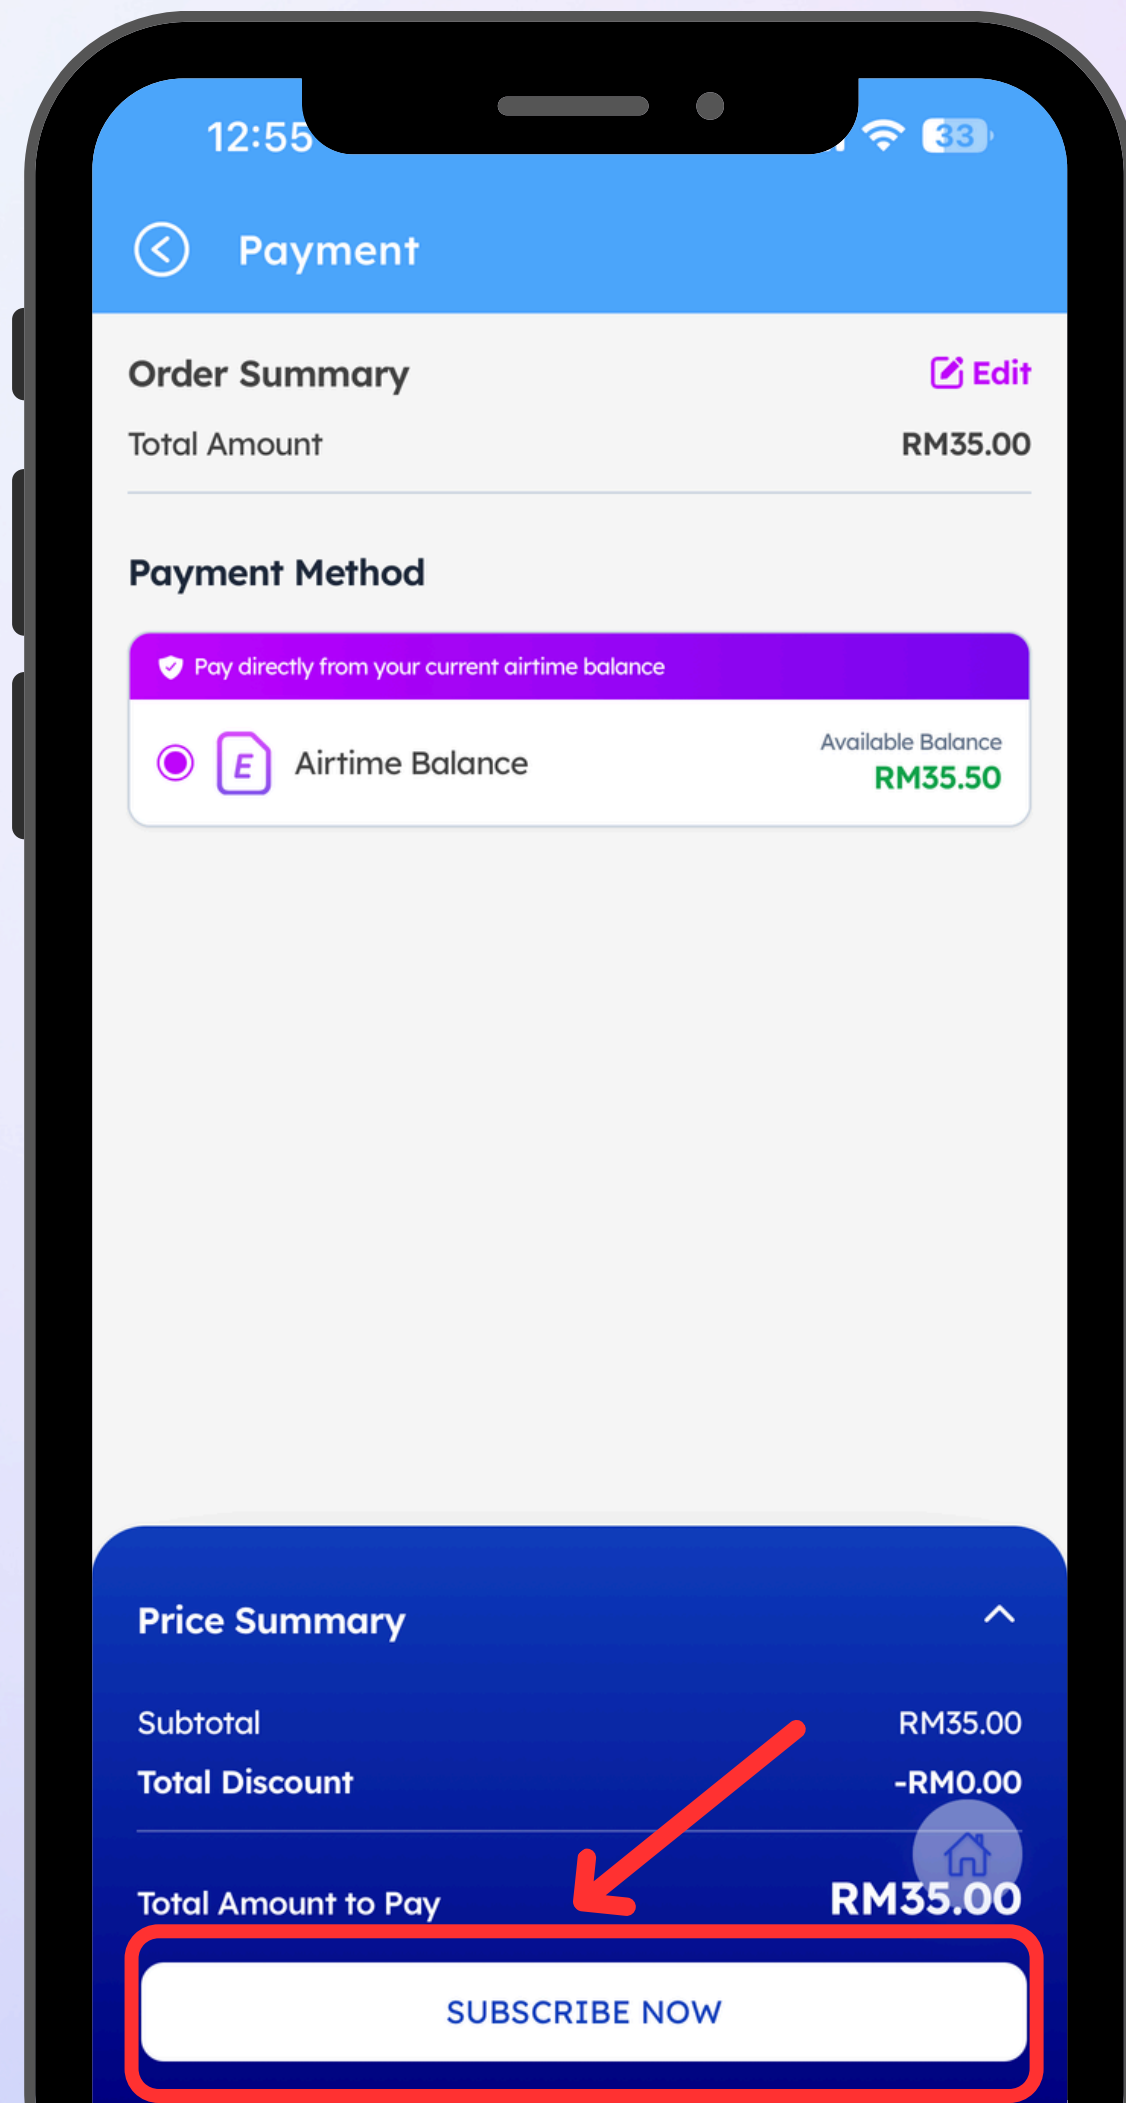 12:55
33
Payment
Order Summary
Edit
Total Amount
RM35.00
Payment Method
Pay directly from your current airtime balance
E
Airtime Balance
Available Balance
RM35.50
Price Summary
Subtotal
RM35.00
Total Discount
-RM0.00
Total Amount to Pay
RM35.00
SUBSCRIBE NOW